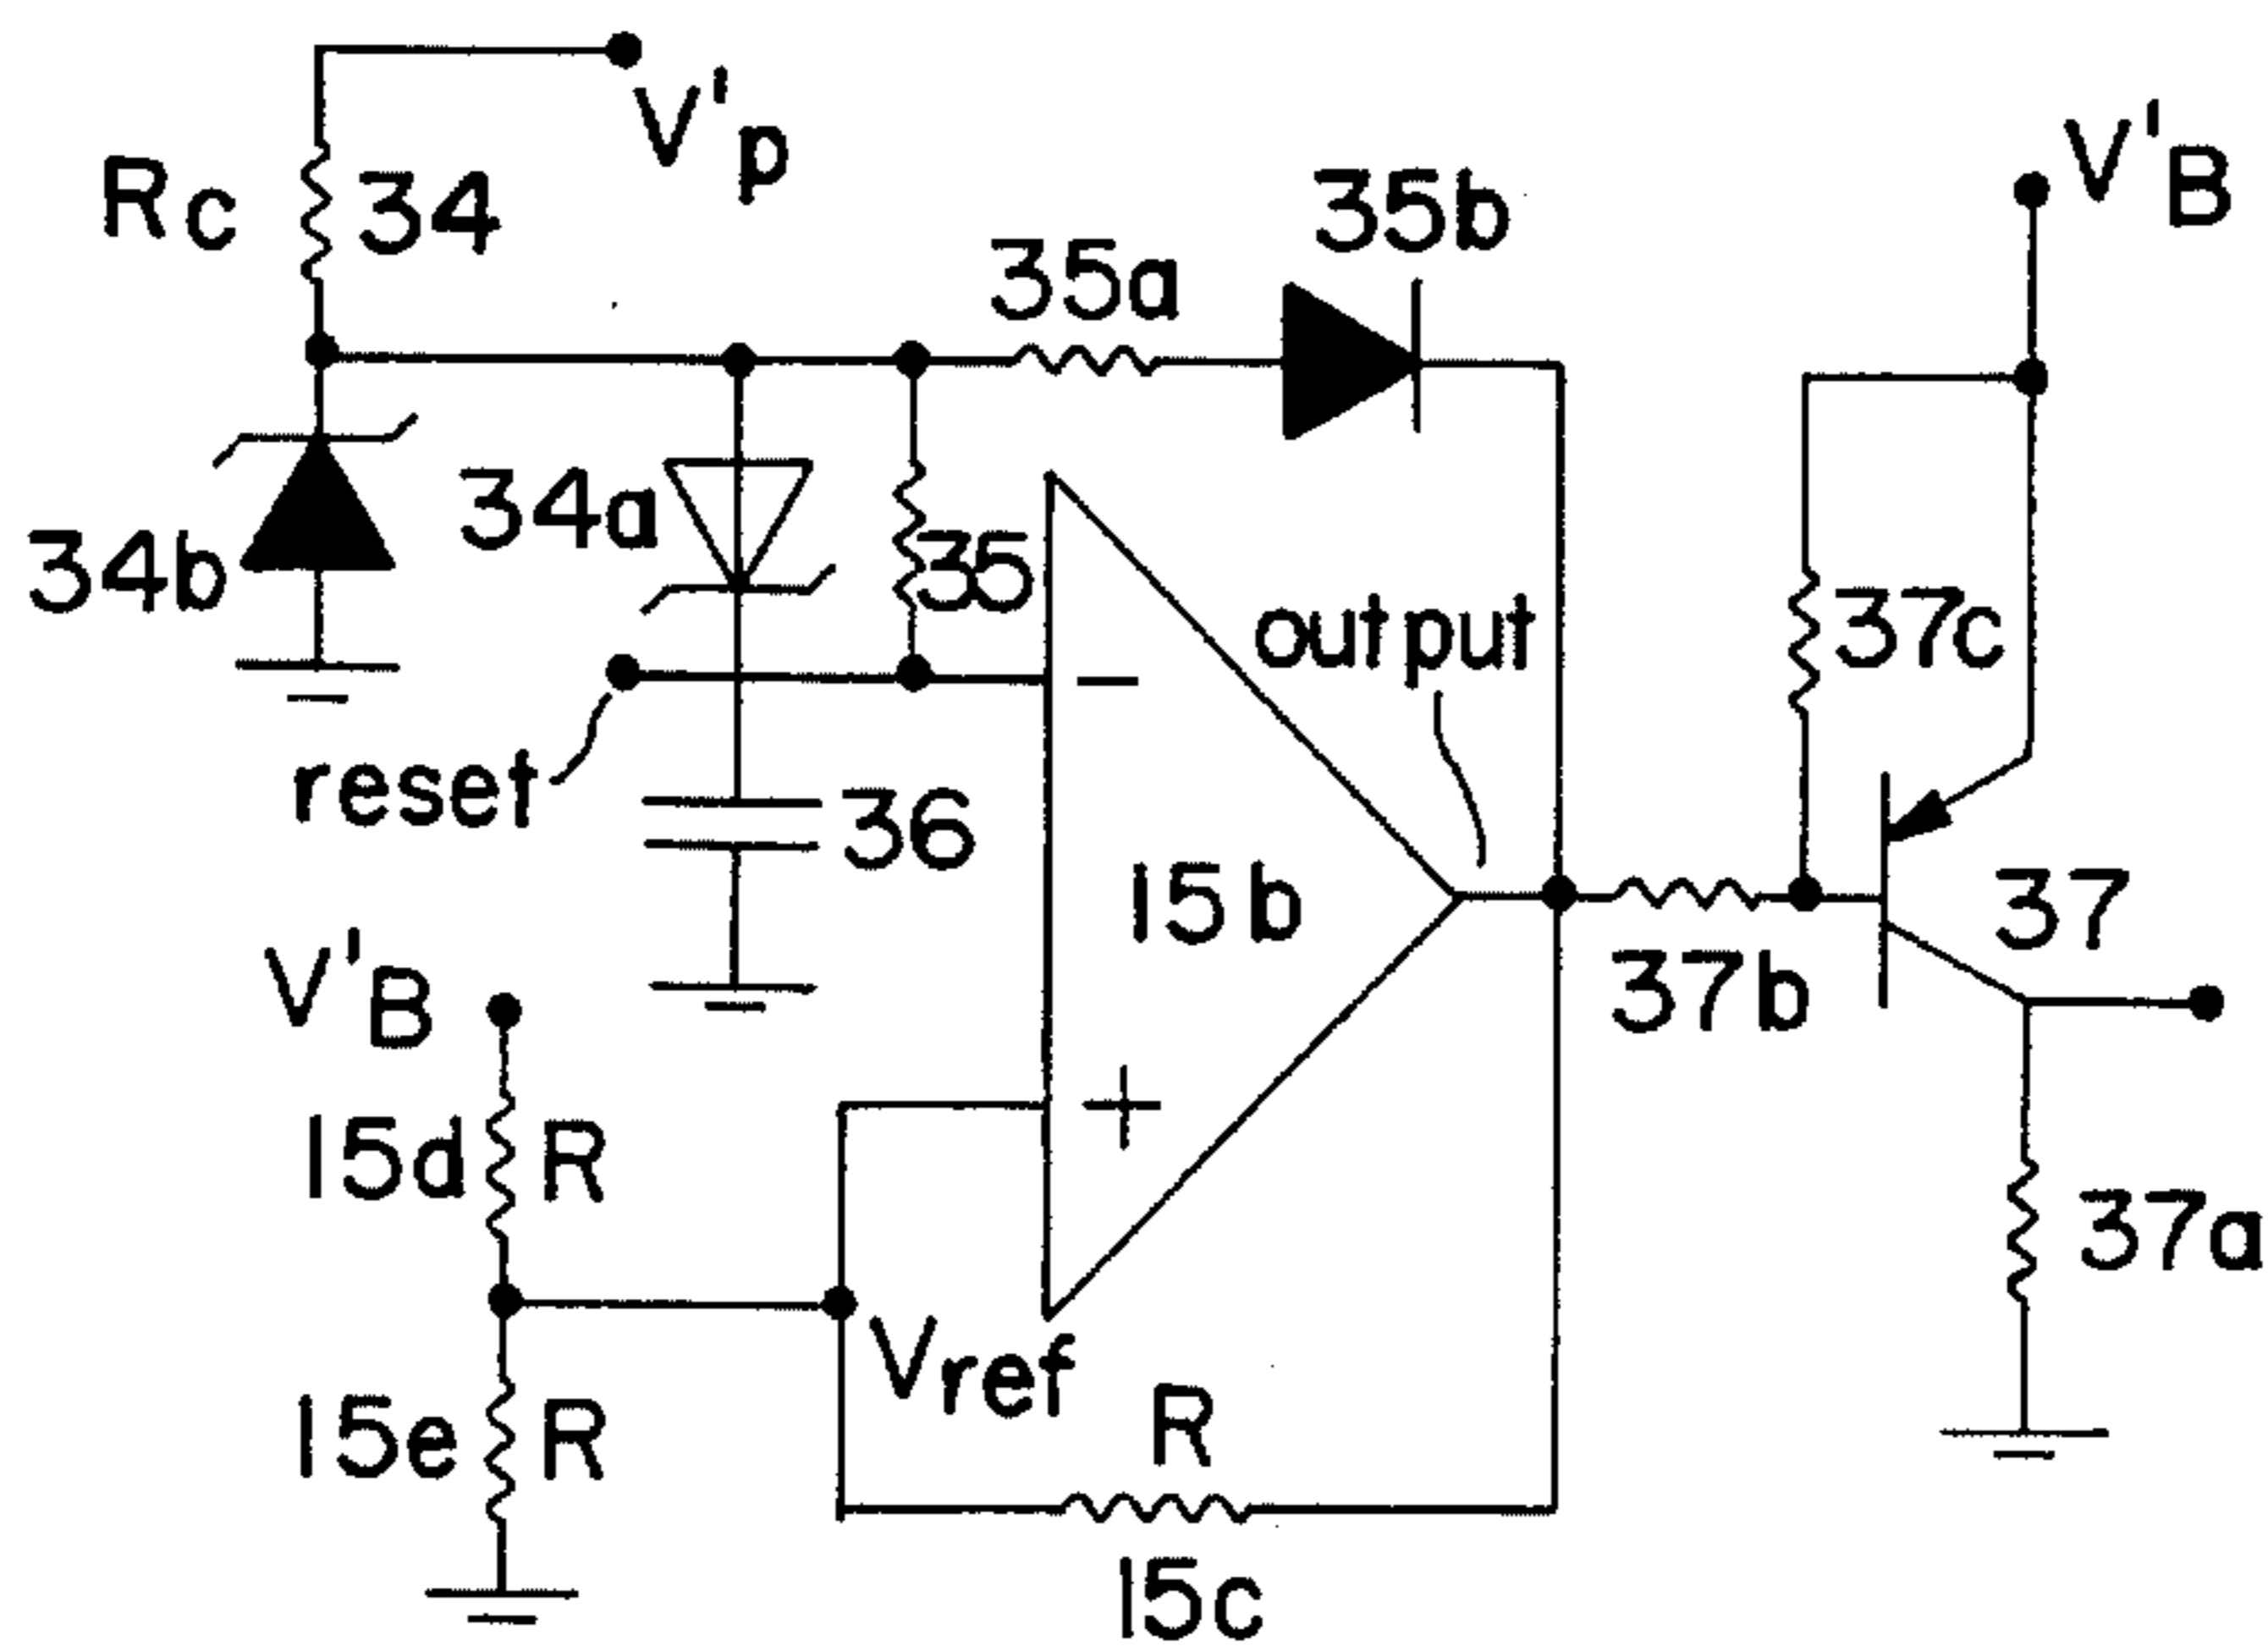 V'p
V'B
Rc 34
35b
35a
34a
34b
35
output
37c
reset
36
15b
37
V'B
37b
−
+
15d R
37a
Vref
15e R
R
15c